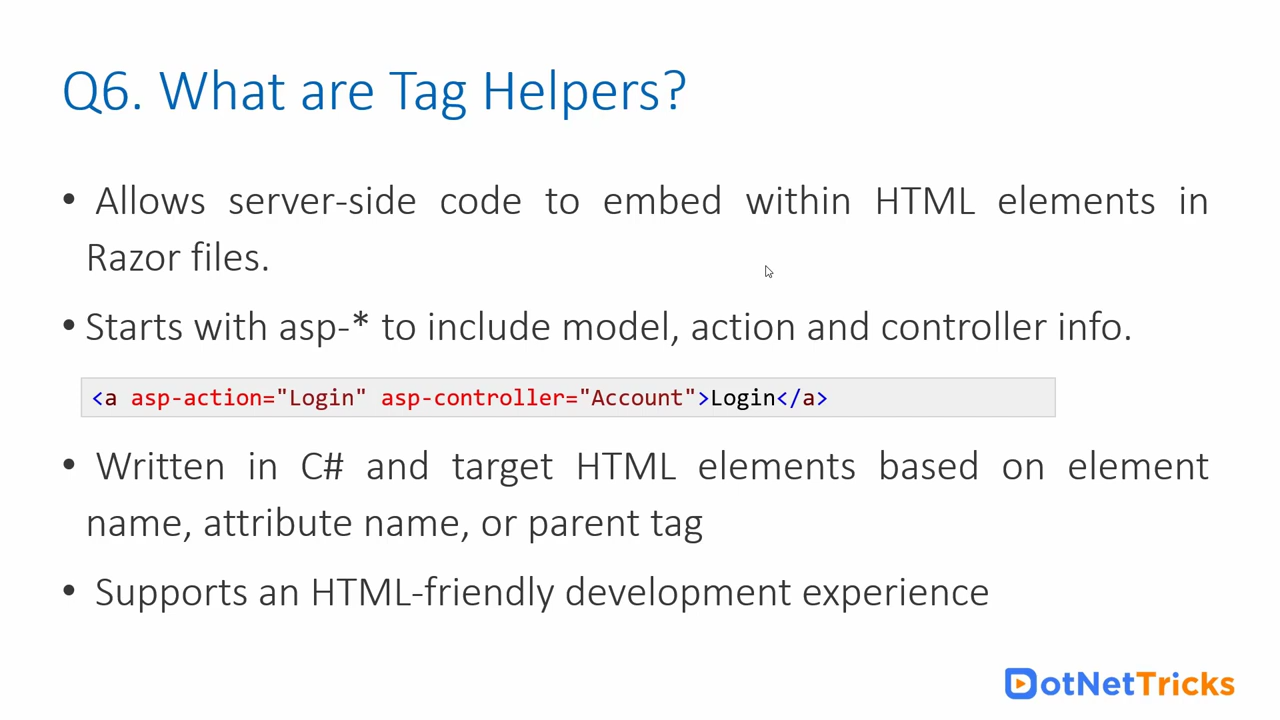 Q6. What are Tag Helpers?
• Allows server-side code to embed within HTML elements in
Razor files.
• Starts with asp-* to include model, action and controller info.
<a asp-action="Login" asp-controller="Account">Login</a>
• Written in C# and target HTML elements based on element
name, attribute name, or parent tag
• Supports an HTML-friendly development experience
DotNetTricks